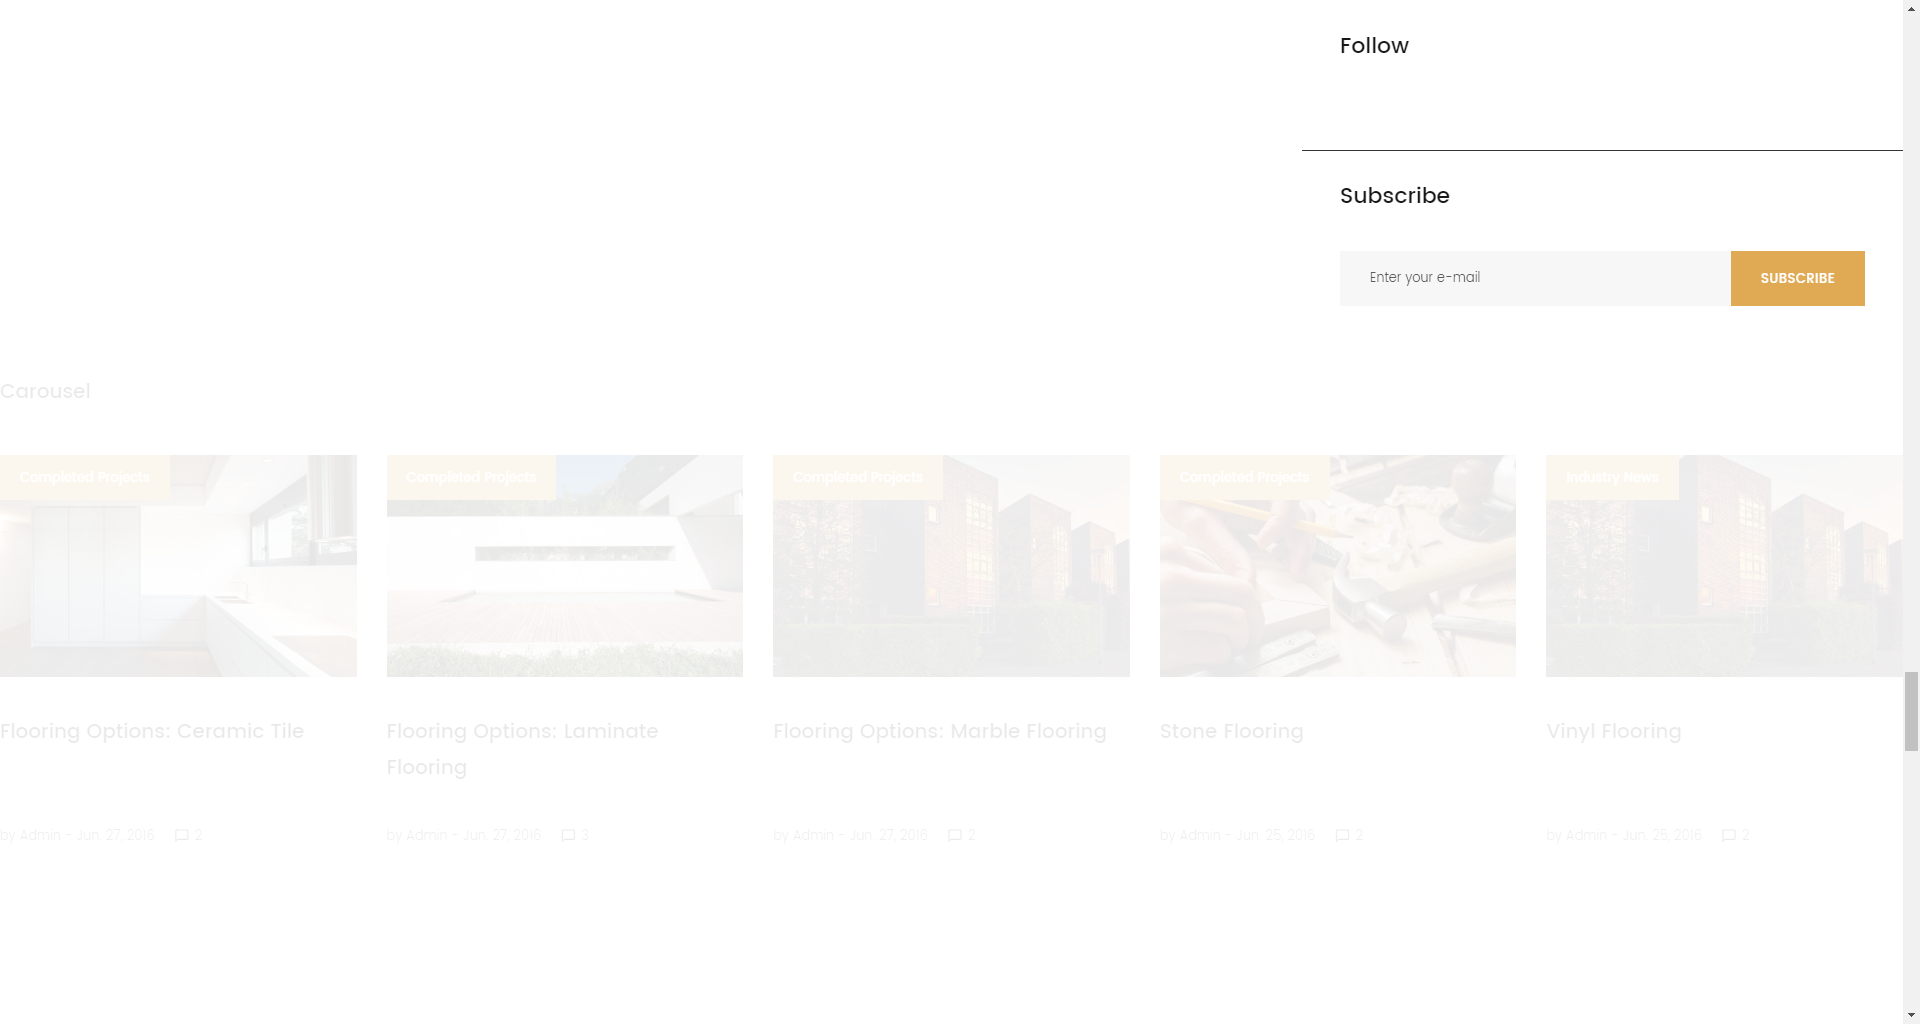 Follow
Subscribe
Enter your e-mail
SUBSCRIBE
Carousel
Completed Projects
Completed Projects
Completed Projects
Completed Projects
Industry News
Flooring Options: Ceramic Tile
Flooring Options: Laminate
Flooring
Flooring Options: Marble Flooring
Stone Flooring
Vinyl Flooring
by Admin - Jun. 27, 2016 2
by Admin - Jun. 27, 2016 3
by Admin - Jun. 27, 2016 2
by Admin - Jun. 25, 2016 2
by Admin - Jun. 25, 2016 2